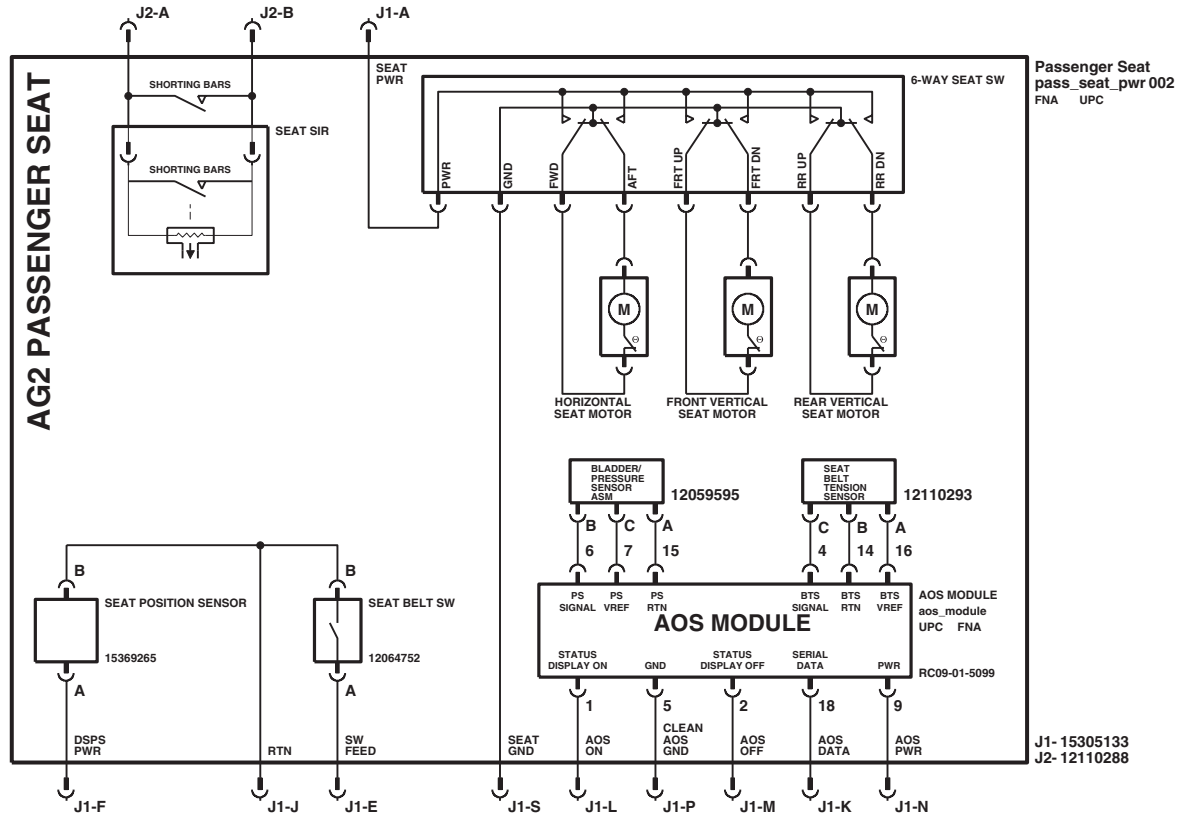 J2-A
J2-B
J1-A
AG2 PASSENGER SEAT
SHORTING BARS
SEAT SIR
SHORTING BARS
SEAT
PWR
6-WAY SEAT SW
PWR
GND
FWD
AFT
FRT UP
FRT DN
RR UP
RR DN
Passenger Seat
pass_seat_pwr 002
FNA UPC
M
Θ
M
Θ
M
Θ
HORIZONTAL
SEAT MOTOR
FRONT VERTICAL
SEAT MOTOR
REAR VERTICAL
SEAT MOTOR
BLADDER/
PRESSURE
SENSOR
ASM
12059595
SEAT
BELT
TENSION
SENSOR
12110293
B
C
A
C
B
A
6
7
15
4
14
16
PS
SIGNAL
PS
VREF
PS
RTN
BTS
SIGNAL
BTS
RTN
BTS
VREF
AOS MODULE
AOS MODULE
aos_module
UPC FNA
RC09-01-5099
STATUS
DISPLAY ON
GND
STATUS
DISPLAY OFF
SERIAL
DATA
PWR
1
5
2
18
9
B
SEAT POSITION SENSOR
15369265
A
B
SEAT BELT SW
12064752
A
DSPS
PWR
RTN
SW
FEED
SEAT
GND
AOS
ON
CLEAN
AOS
GND
AOS
OFF
AOS
DATA
AOS
PWR
J1- 15305133
J2- 12110288
J1-F
J1-J
J1-E
J1-S
J1-L
J1-P
J1-M
J1-K
J1-N